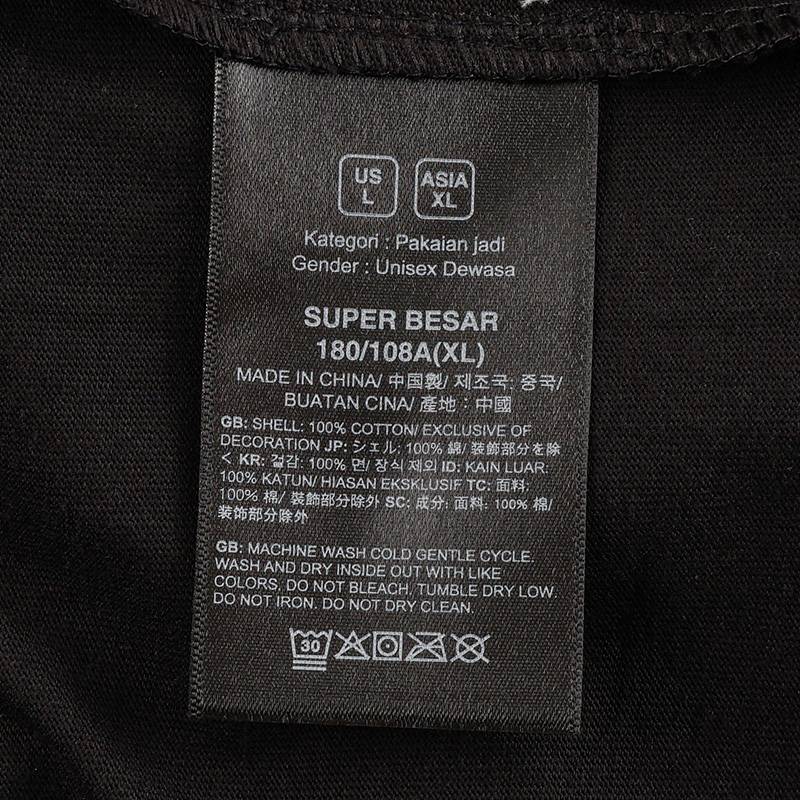 US
L
ASIA
XL
Kategori : Pakaian jadi
Gender : Unisex Dewasa
SUPER BESAR
180/108A(XL)
MADE IN CHINA/ 中国製/ 제조국: 중국/
BUATAN CINA/ 產地：中國
GB: SHELL: 100% COTTON/ EXCLUSIVE OF
DECORATION JP: シェル: 100% 綿/ 装飾部分を除
く KR: 겉감: 100% 면/ 장식 제외 ID: KAIN LUAR:
100% KATUN/ HIASAN EKSKLUSIF TC: 面料:
100% 棉/ 裝飾部分除外 SC: 成分: 面料: 100% 棉/
装饰部分除外
GB: MACHINE WASH COLD GENTLE CYCLE.
WASH AND DRY INSIDE OUT WITH LIKE
COLORS, DO NOT BLEACH, TUMBLE DRY LOW.
DO NOT IRON. DO NOT DRY CLEAN.
30